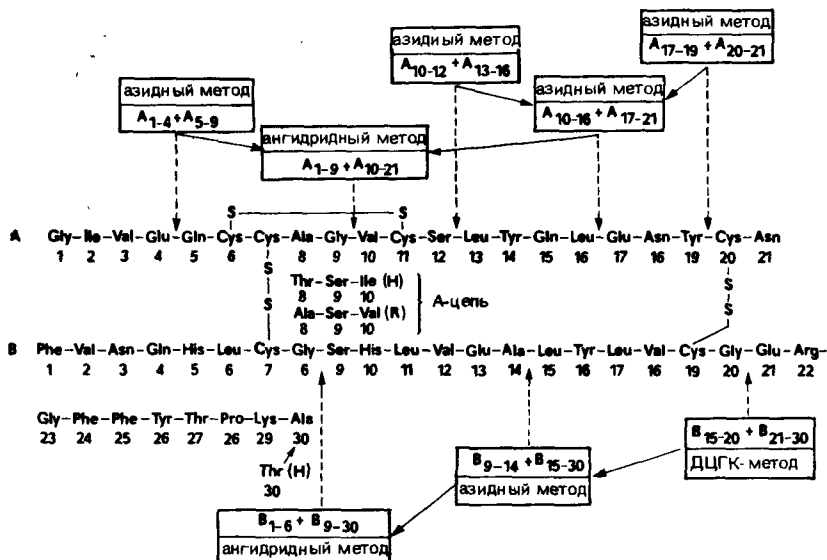 азидный метод
A17-19 + A20-21
азидный метод
A10-12 + A13-16
азидный метод
A1-4 + A5-9
азидный метод
A10-16 + A17-21
ангидридный метод
A1-9 + A10-21
S S
A Gly-Ile-Val-Glu-Gln-Cys-Cys-Ala-Gly-Val-Cys-Ser-Leu-Tyr-Gln-Leu-Glu-Asn-Tyr-Cys-Asn
1 2 3 4 5 6 8 9 10 11 12 13 14 15 16 17 16 19 20 21
S S
Thr-Ser-Ile (H)
8 9 10
Ala-Ser-Val (R)
8 9 10
A-цепь
S S
B Phe-Val-Asn-Gln-His-Leu-Cys-Gly-Ser-His-Leu-Val-Glu-Ala-Leu-Tyr-Leu-Val-Cys-Gly-Glu-Arg-
1 2 3 4 5 6 7 6 9 10 11 12 13 14 15 16 17 16 19 20 21 22
Gly-Phe-Phe-Tyr-Thr-Pro-Lys-Ala
23 24 25 26 27 26 29 30
Thr (H)
30
B15-20 + B21-30
ДЦГК-метод
B9-14 + B15-30
азидный метод
B1-6 + B9-30
ангидридный метод